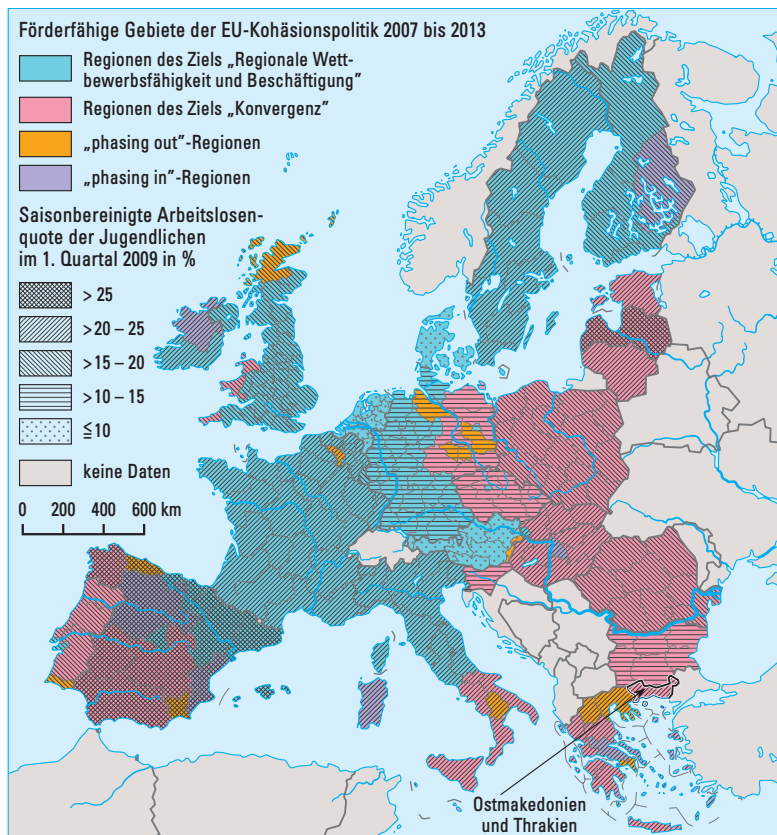 Förderfähige Gebiete der EU-Kohäsionspolitik 2007 bis 2013
Regionen des Ziels „Regionale Wett-
bewerbsfähigkeit und Beschäftigung”
Regionen des Ziels „Konvergenz”
„phasing out”-Regionen
„phasing in”-Regionen
Saisonbereinigte Arbeitslosen-
quote der Jugendlichen
im 1. Quartal 2009 in %
> 25
>20 – 25
>15 – 20
>10 – 15
≦10
keine Daten
0 200 400 600 km
Ostmakedonien
und Thrakien